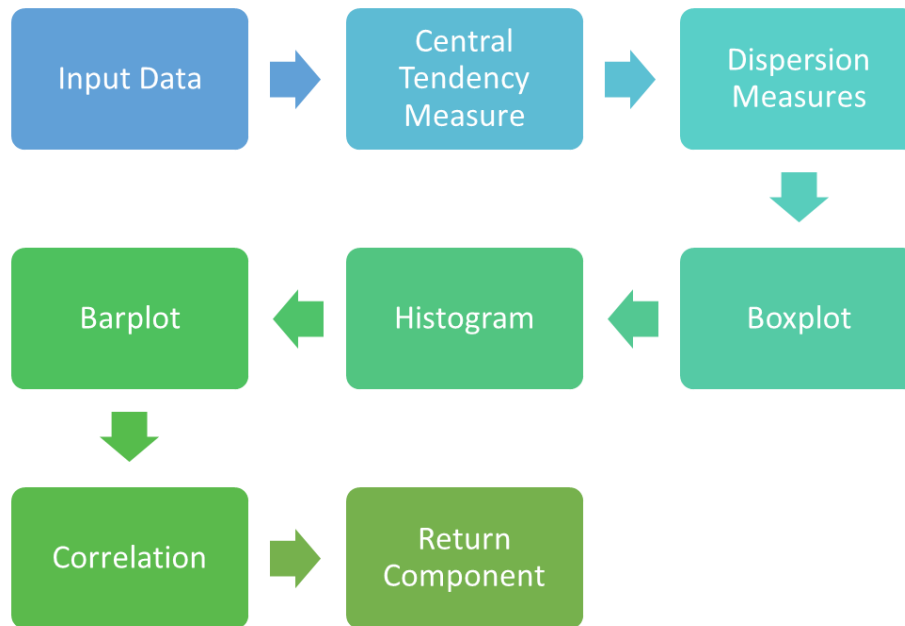 Input Data
Central
Tendency
Measure
Dispersion
Measures
Boxplot
Histogram
Barplot
Correlation
Return
Component